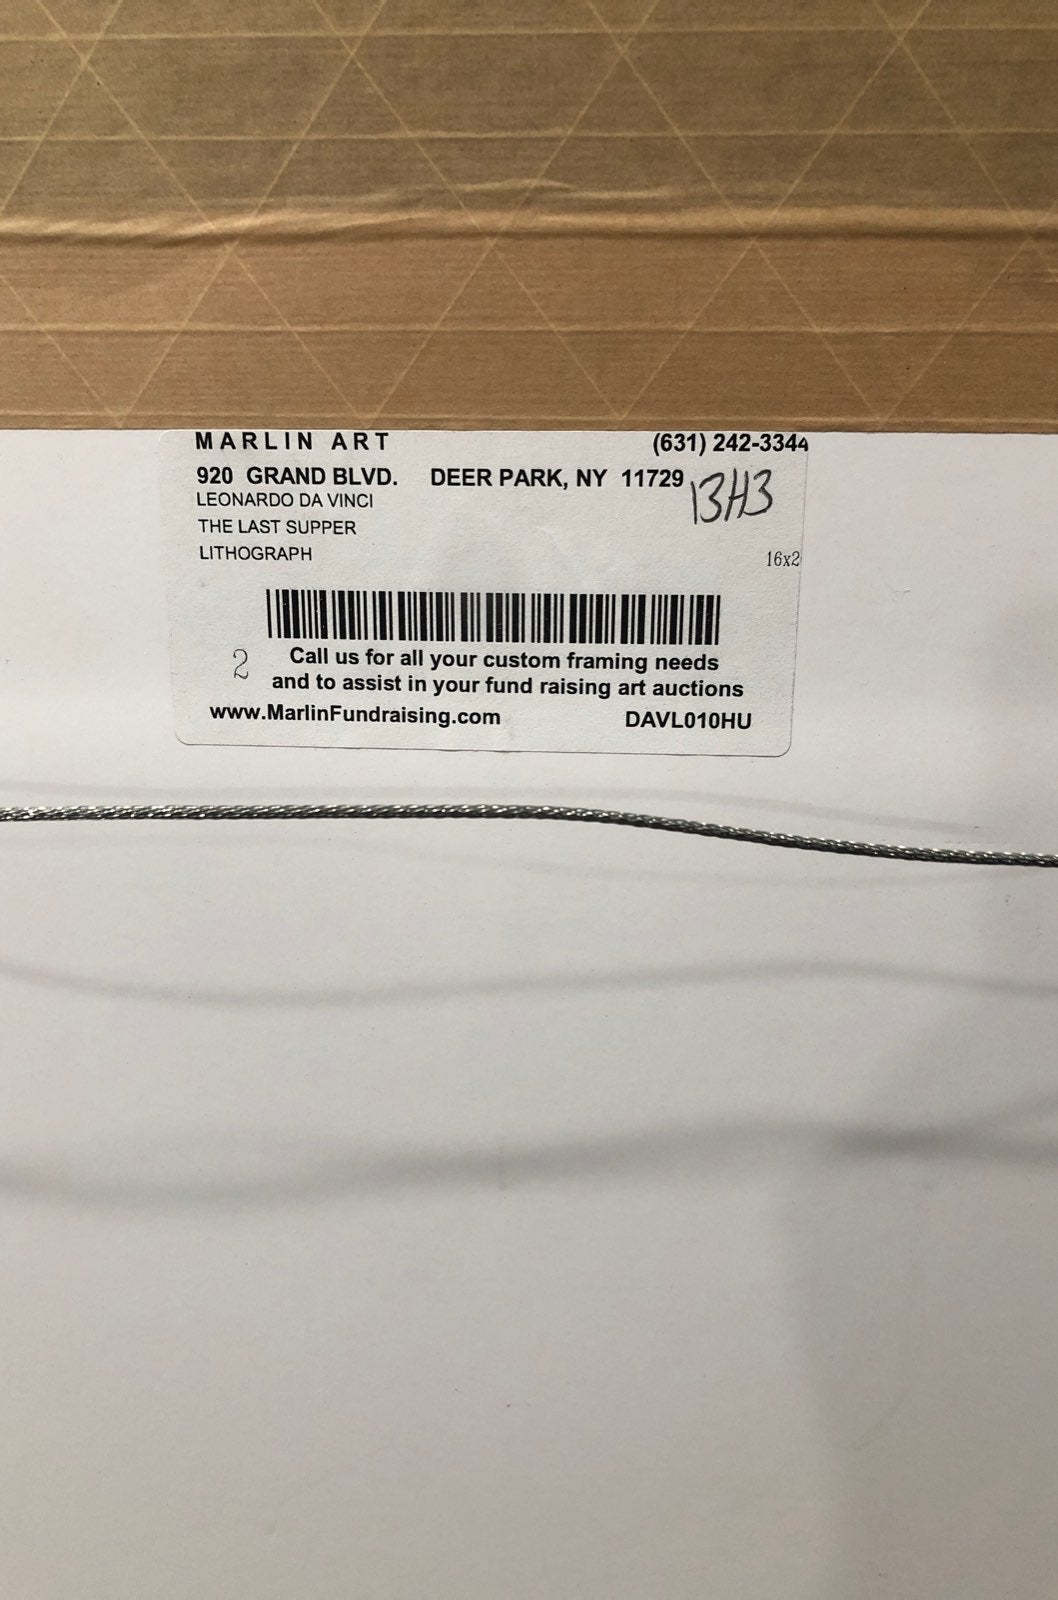 MARLIN ART (631) 242-3344
920 GRAND BLVD. DEER PARK, NY 11729
13H3
LEONARDO DA VINCI
THE LAST SUPPER
LITHOGRAPH
16x2
2
Call us for all your custom framing needs
and to assist in your fund raising art auctions
www.MarlinFundraising.com DAVL010HU